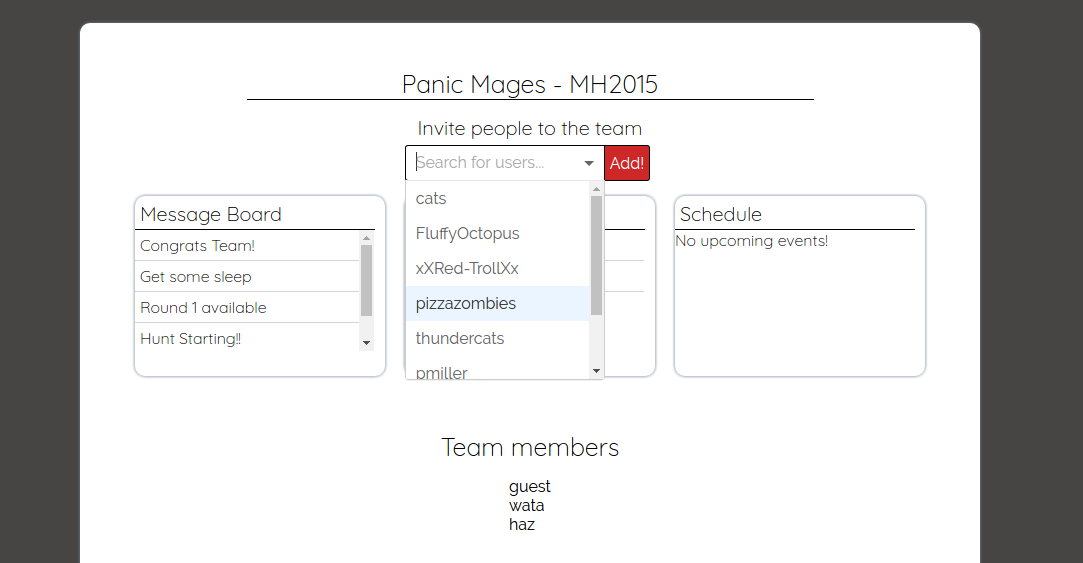 Panic Mages - MH2015
Invite people to the team
Search for users...
Add!
cats
FluffyOctopus
xXRed-TrollXx
pizzazombies
thundercats
pmiller
Message Board
Congrats Team!
Get some sleep
Round 1 available
Hunt Starting!!
Schedule
No upcoming events!
Team members
guest
wata
haz